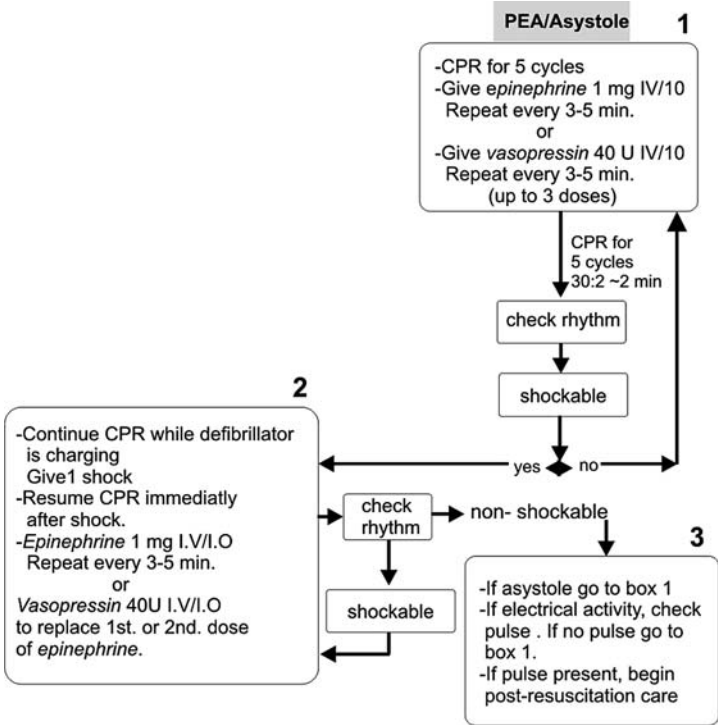 PEA/Asystole
1
-CPR for 5 cycles
-Give epinephrine 1 mg IV/10
Repeat every 3-5 min.
or
-Give vasopressin 40 U IV/10
Repeat every 3-5 min.
(up to 3 doses)
CPR for
5 cycles
30:2 ~2 min
check rhythm
shockable
yes
no
2
-Continue CPR while defibrillator
is charging
Give1 shock
-Resume CPR immediatly
after shock.
-Epinephrine 1 mg I.V/I.O
Repeat every 3-5 min.
or
Vasopressin 40U I.V/I.O
to replace 1st. or 2nd. dose
of epinephrine.
check
rhythm
non- shockable
shockable
3
-If asystole go to box 1
-If electrical activity, check
pulse . If no pulse go to
box 1.
-If pulse present, begin
post-resuscitation care